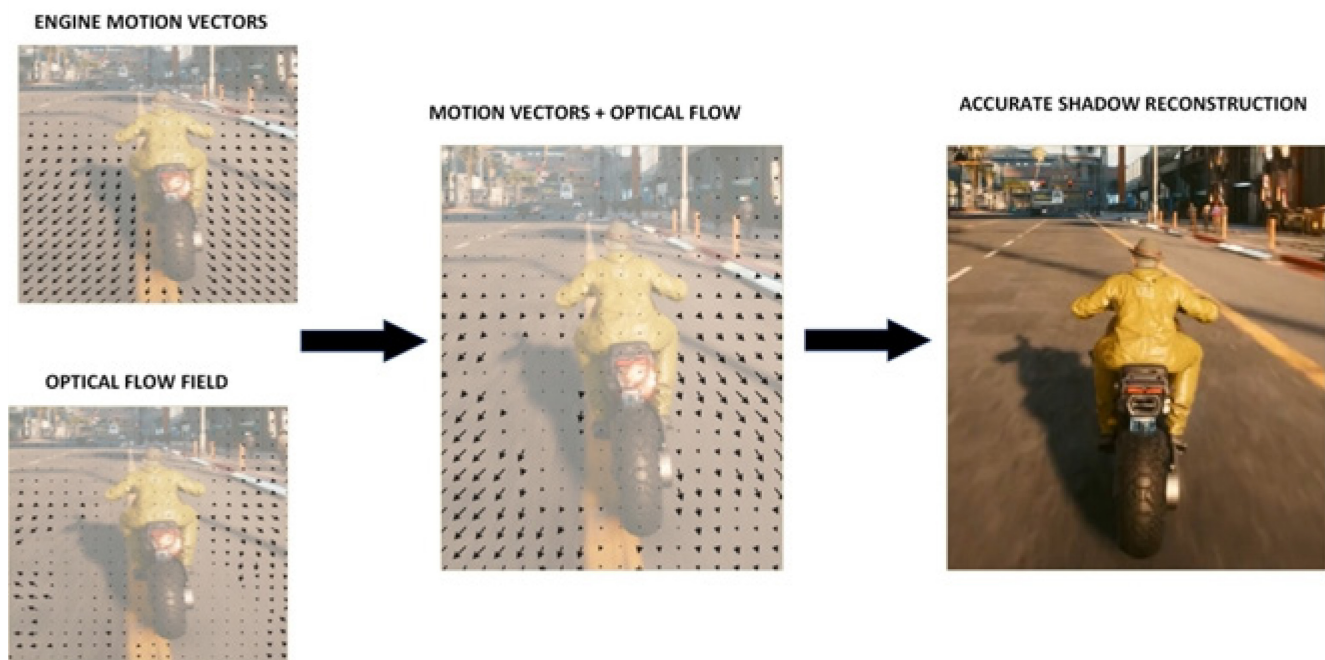 ENGINE MOTION VECTORS
MOTION VECTORS + OPTICAL FLOW
ACCURATE SHADOW RECONSTRUCTION
OPTICAL FLOW FIELD